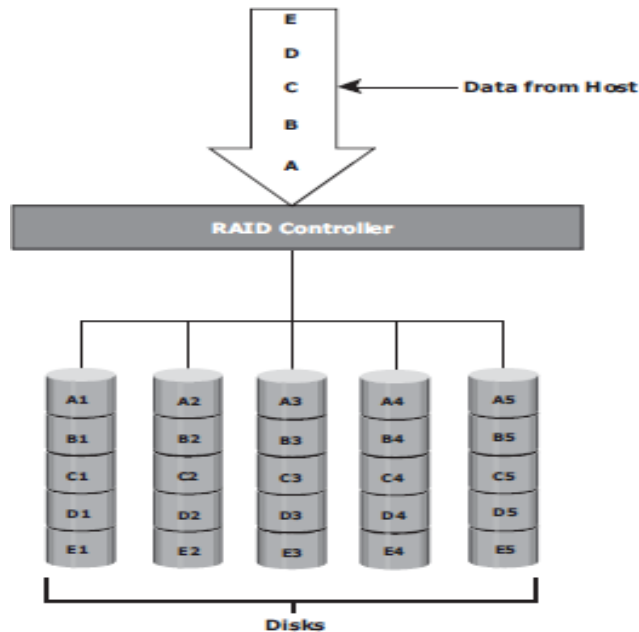 E
D
C
B
A
Data from Host
RAID Controller
A1 A2 A3 A4 A5
B1 B2 B3 B4 B5
C1 C2 C3 C4 C5
D1 D2 D3 D4 D5
E1 E2 E3 E4 E5
Disks